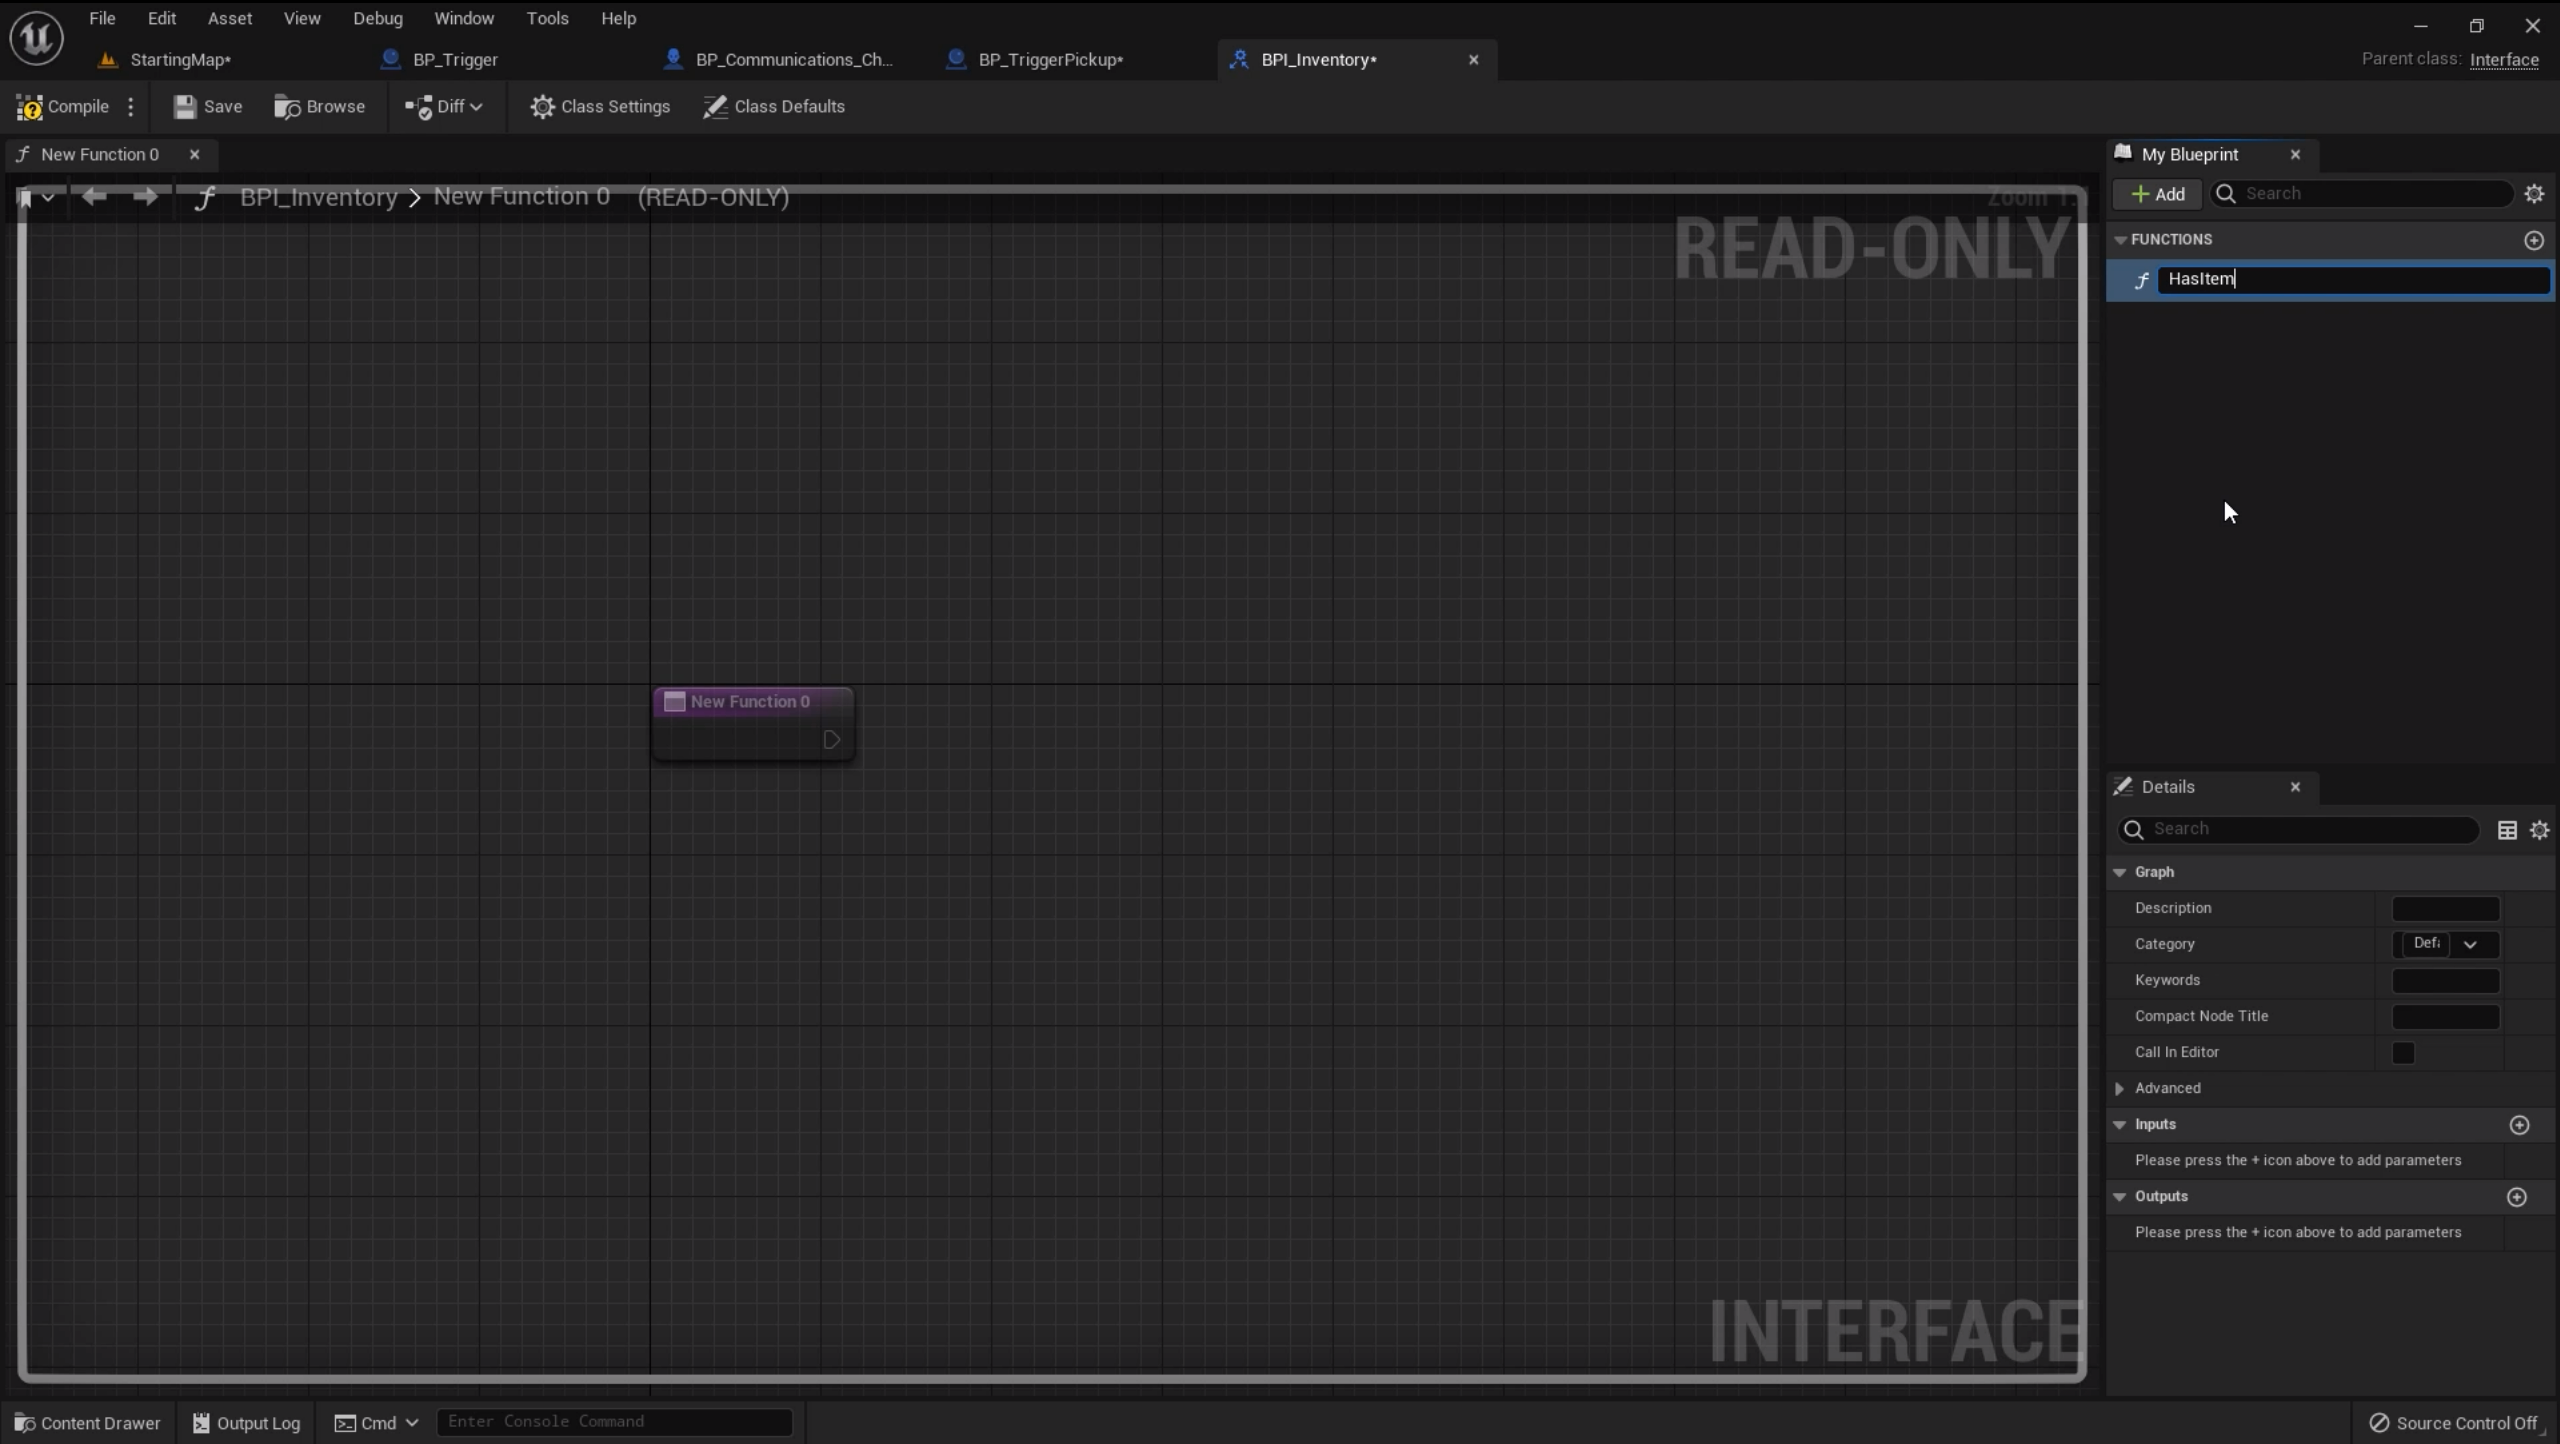 File Edit Asset View Debug Window Tools Help
StartingMap* BP_Trigger BP_Communications_Ch... BP_TriggerPickup* BPI_Inventory* Parent class: Interface
Compile Save Browse Diff Class Settings Class Defaults
New Function 0
BPI_Inventory > New Function 0 (READ-ONLY)
Zoom 1:1
READ-ONLY
New Function 0
INTERFACE
My Blueprint
Add Search
FUNCTIONS
HasItem
Details
Search
Graph
Description
Category Defa
Keywords
Compact Node Title
Call In Editor
Advanced
Inputs
Please press the + icon above to add parameters
Outputs
Please press the + icon above to add parameters
Content Drawer Output Log Cmd Enter Console Command Source Control Off